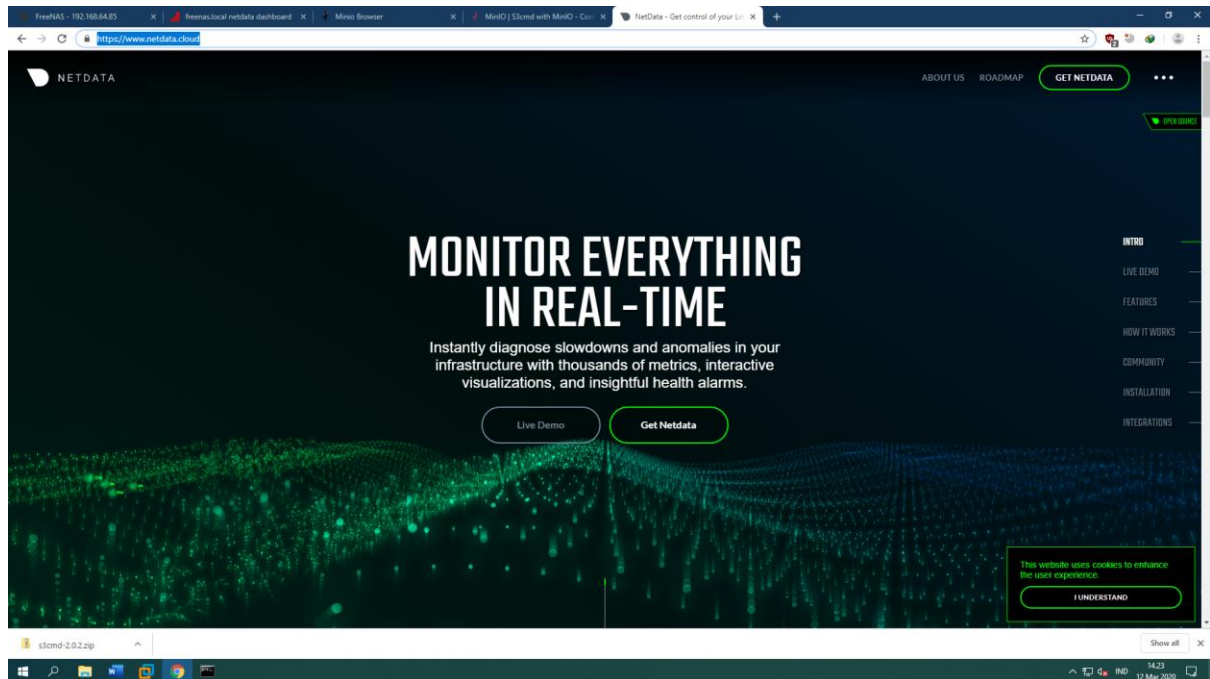 FreeNAS - 192.168.64.85
freenas.local netdata dashboard
Minio Browser
MinIO | S3cmd with MinIO - Coo
NetData - Get control of your Lin
https://www.netdata.cloud
NETDATA
ABOUT US
ROADMAP
GET NETDATA
OPEN SOURCE
MONITOR EVERYTHING
IN REAL-TIME
Instantly diagnose slowdowns and anomalies in your
infrastructure with thousands of metrics, interactive
visualizations, and insightful health alarms.
Live Demo
Get Netdata
INTRO
LIVE DEMO
FEATURES
HOW IT WORKS
COMMUNITY
INSTALLATION
INTEGRATIONS
This website uses cookies to enhance
the user experience.
I UNDERSTAND
s3cmd-2.0.2.zip
Show all
IND
14.23
12 Mar 2020